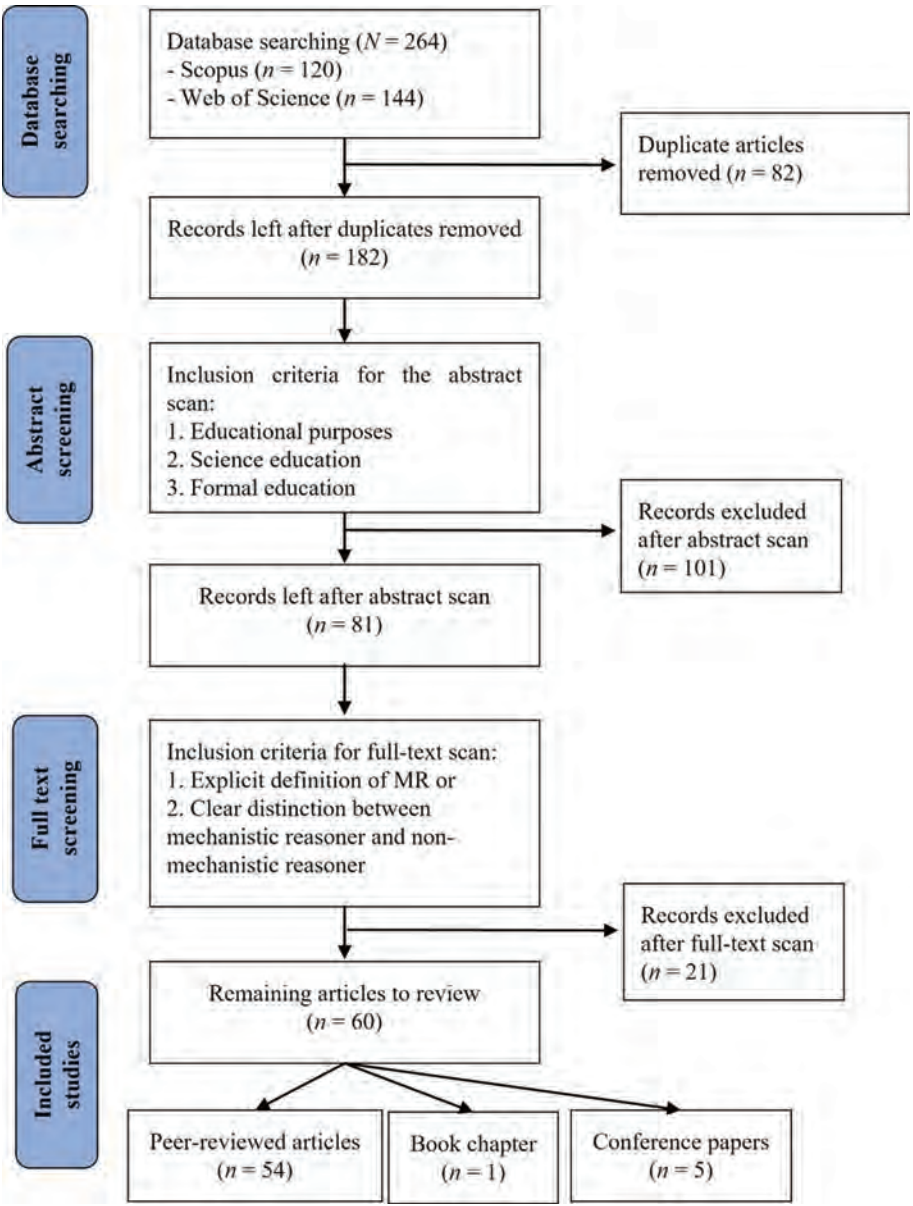 Database
searching
Database searching (N = 264)
- Scopus (n = 120)
- Web of Science (n = 144)
Duplicate articles
removed (n = 82)
Records left after duplicates removed
(n = 182)
Abstract
screening
Inclusion criteria for the abstract
scan:
1. Educational purposes
2. Science education
3. Formal education
Records excluded
after abstract scan
(n = 101)
Records left after abstract scan
(n = 81)
Full text
screening
Inclusion criteria for full-text scan:
1. Explicit definition of MR or
2. Clear distinction between
mechanistic reasoner and non-
mechanistic reasoner
Records excluded
after full-text scan
(n = 21)
Included
studies
Remaining articles to review
(n = 60)
Peer-reviewed articles
(n = 54)
Book chapter
(n = 1)
Conference papers
(n = 5)